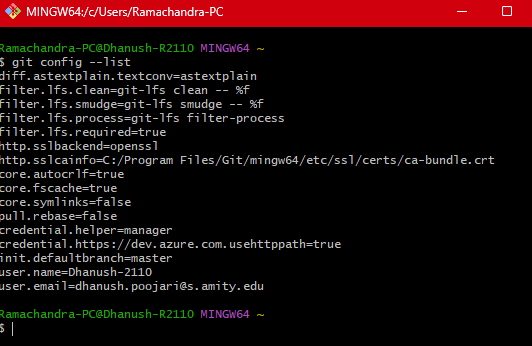 MINGW64:/c/Users/Ramachandra-PC
Ramachandra-PC@Dhanush-R2110 MINGW64 ~
$ git config --list
diff.astextplain.textconv=astextplain
filter.lfs.clean=git-lfs clean -- %f
filter.lfs.smudge=git-lfs smudge -- %f
filter.lfs.process=git-lfs filter-process
filter.lfs.required=true
http.sslbackend=openssl
http.sslcainfo=C:/Program Files/Git/mingw64/etc/ssl/certs/ca-bundle.crt
core.autocrlf=true
core.fscache=true
core.symlinks=false
pull.rebase=false
credential.helper=manager
credential.https://dev.azure.com.usehttppath=true
init.defaultbranch=master
user.name=Dhanush-2110
user.email=dhanush.poojari@s.amity.edu
Ramachandra-PC@Dhanush-R2110 MINGW64 ~
$